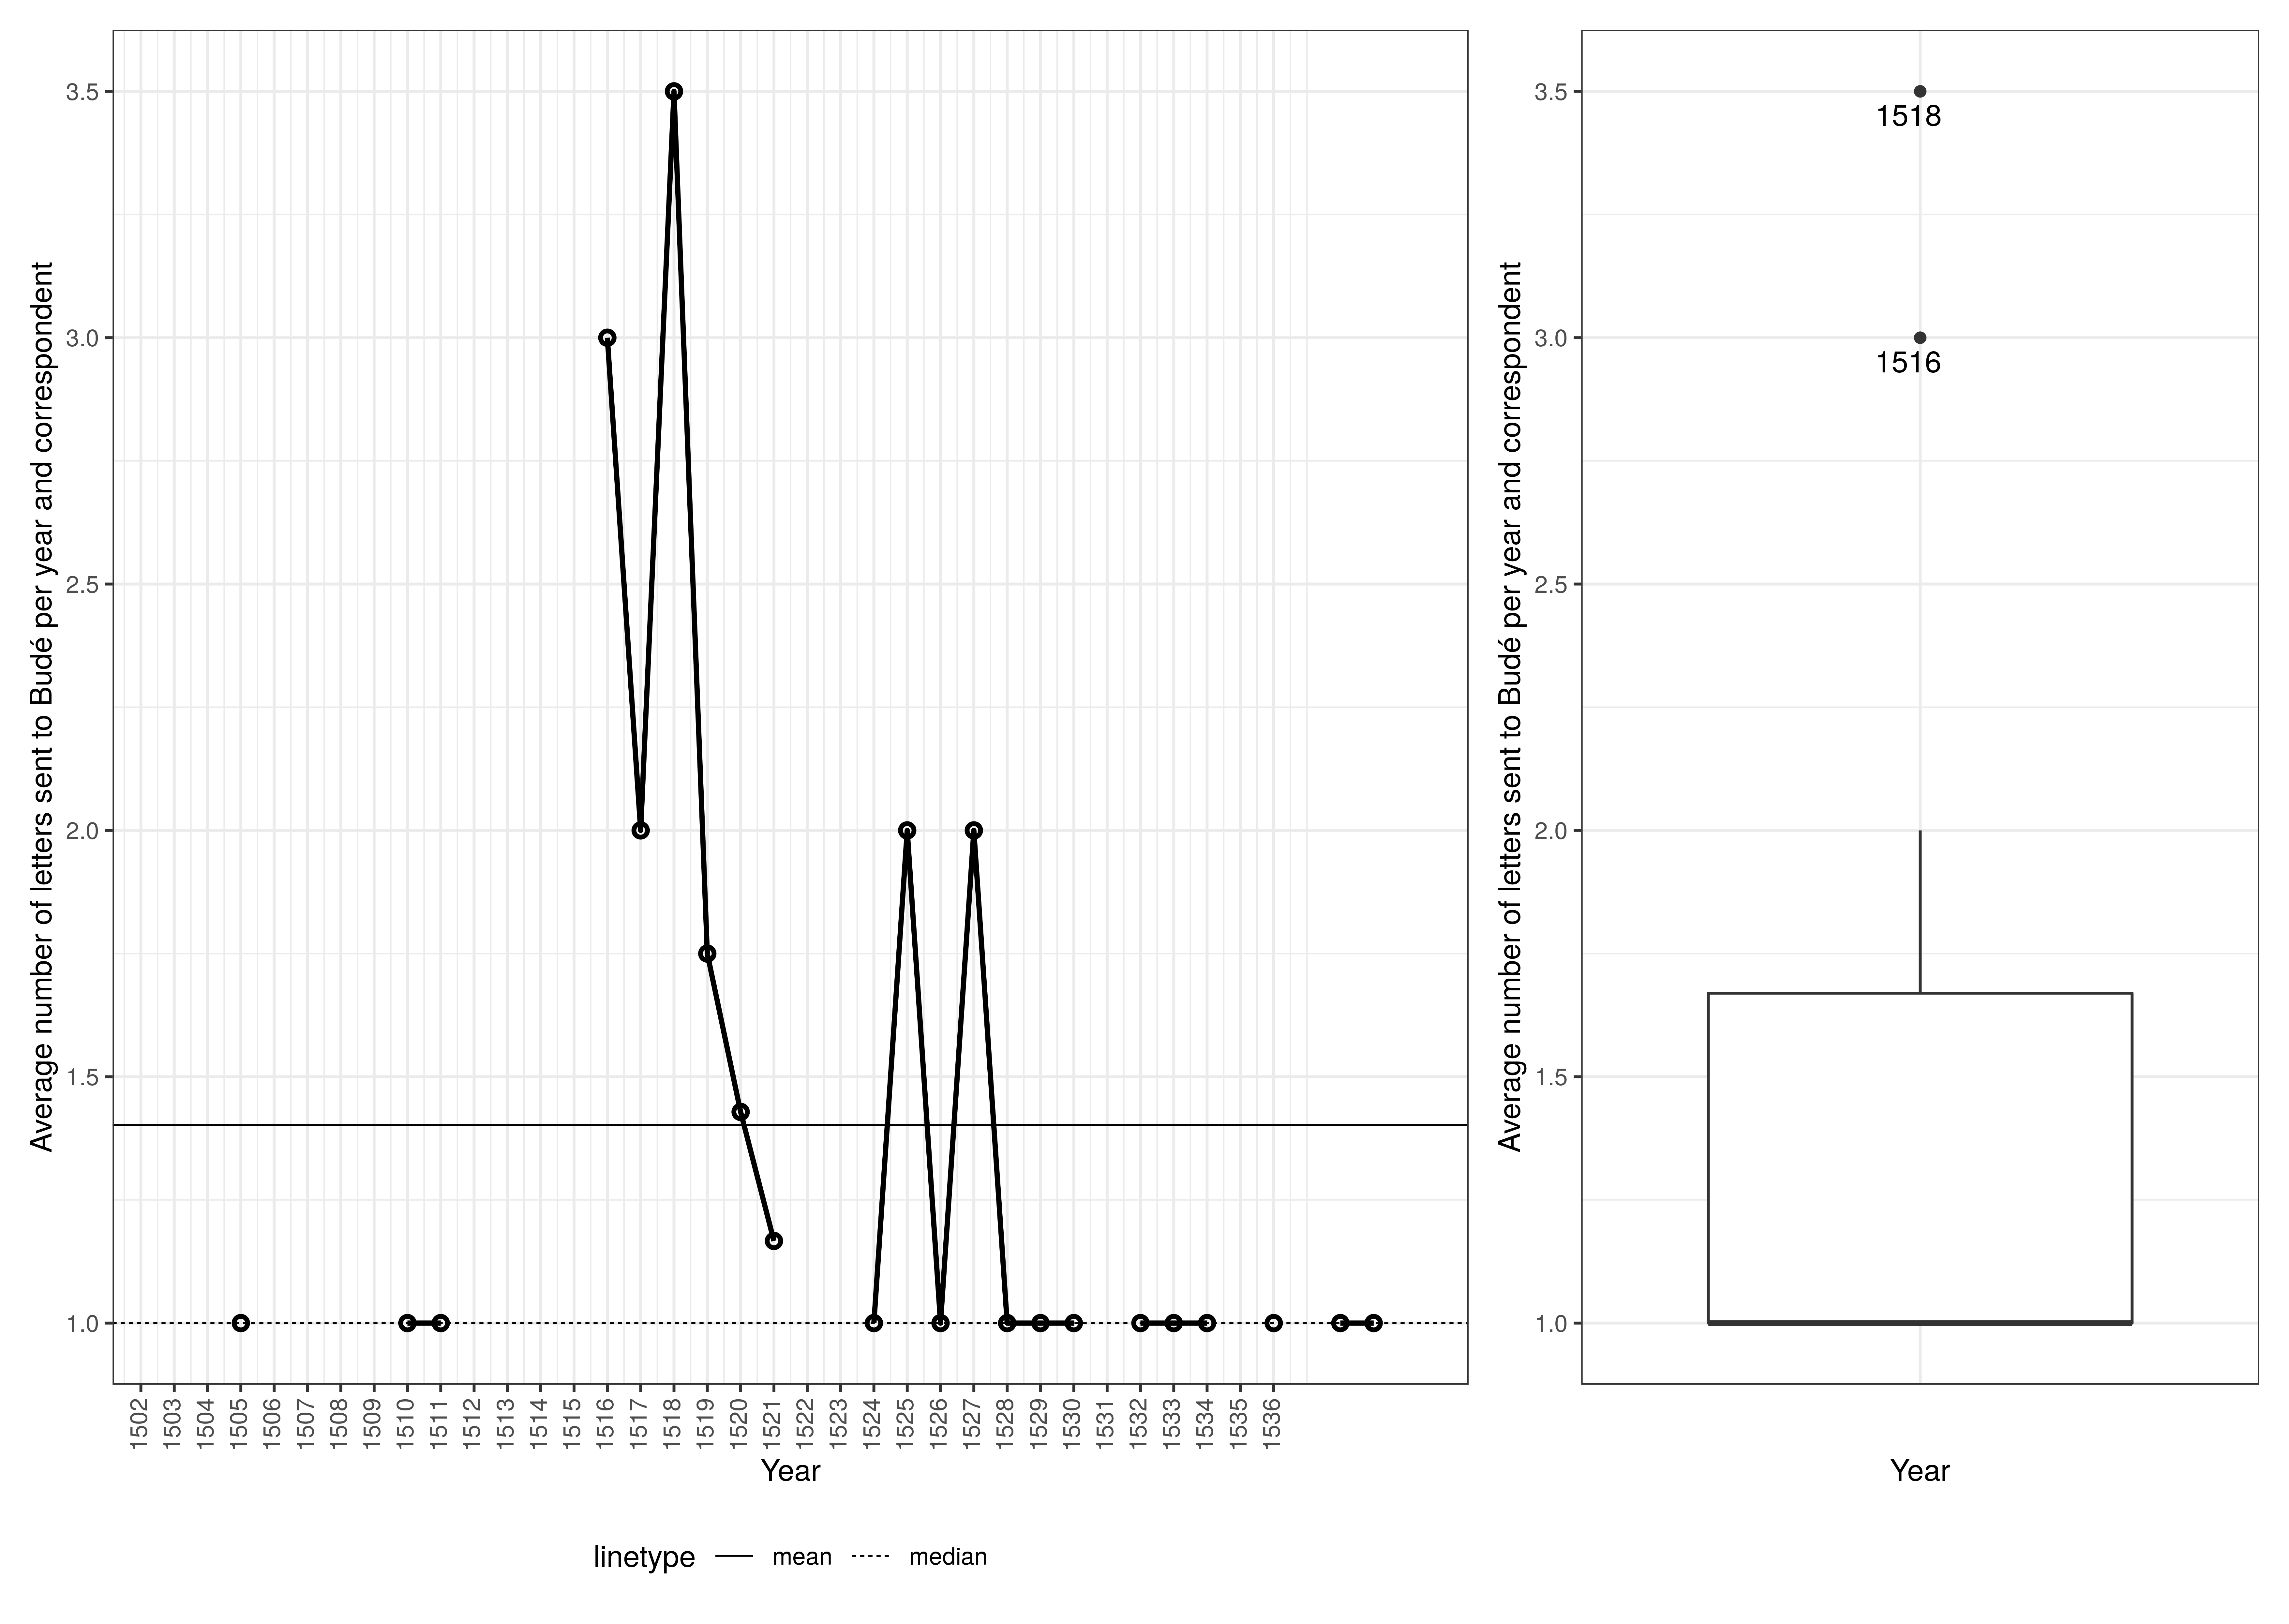 Average number of letters sent to Budé per year and correspondent
3.5
3.0
2.5
2.0
1.5
1.0
1502 1503 1504 1505 1506 1507 1508 1509 1510 1511 1512 1513 1514 1515 1516 1517 1518 1519 1520 1521 1522 1523 1524 1525 1526 1527 1528 1529 1530 1531 1532 1533 1534 1535 1536
Year
linetype mean median
Average number of letters sent to Budé per year and correspondent
3.5
3.0
2.5
2.0
1.5
1.0
1518
1516
Year